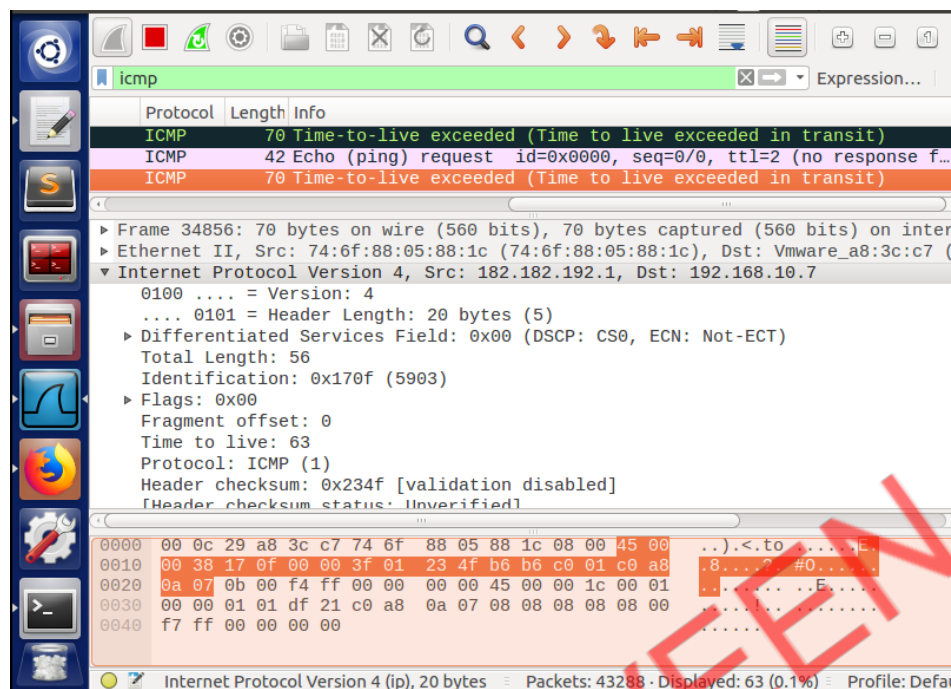 icmp
Expression…
Protocol Length Info
ICMP 70 Time-to-live exceeded (Time to live exceeded in transit)
ICMP 42 Echo (ping) request id=0x0000, seq=0/0, ttl=2 (no response f…
ICMP 70 Time-to-live exceeded (Time to live exceeded in transit)
Frame 34856: 70 bytes on wire (560 bits), 70 bytes captured (560 bits) on inter
Ethernet II, Src: 74:6f:88:05:88:1c (74:6f:88:05:88:1c), Dst: Vmware_a8:3c:c7 (
Internet Protocol Version 4, Src: 182.182.192.1, Dst: 192.168.10.7
0100 .... = Version: 4
.... 0101 = Header Length: 20 bytes (5)
Differentiated Services Field: 0x00 (DSCP: CS0, ECN: Not-ECT)
Total Length: 56
Identification: 0x170f (5903)
Flags: 0x00
Fragment offset: 0
Time to live: 63
Protocol: ICMP (1)
Header checksum: 0x234f [validation disabled]
[Header checksum status: Unverified]
0000 00 0c 29 a8 3c c7 74 6f 88 05 88 1c 08 00 45 00 ..).<.to ......E.
0010 00 38 17 0f 00 00 3f 01 23 4f b6 b6 c0 01 c0 a8 .8....?. #O......
0020 0a 07 0b 00 f4 ff 00 00 00 00 45 00 00 1c 00 01 ........ ..E.....
0030 00 00 01 01 df 21 c0 a8 0a 07 08 08 08 08 08 00 .....!.. ........
0040 f7 ff 00 00 00 00 ......
Internet Protocol Version 4 (ip), 20 bytes Packets: 43288 · Displayed: 63 (0.1%) Profile: Defau